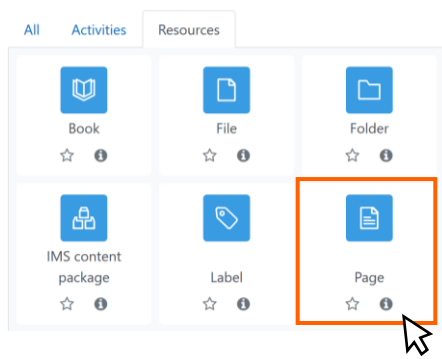 All Activities Resources
Book File Folder
IMS content
package Label Page